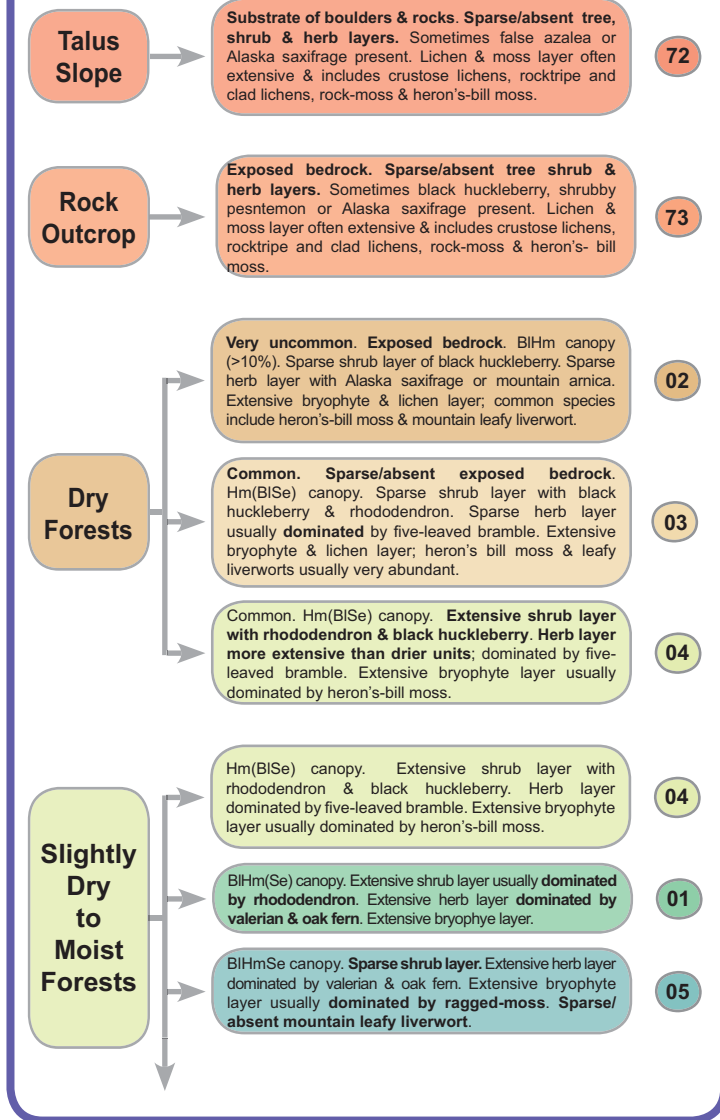 Talus
Slope
Substrate of boulders & rocks. Sparse/absent tree,
shrub & herb layers. Sometimes false azalea or
Alaska saxifrage present. Lichen & moss layer often
extensive & includes crustose lichens, rocktripe and
clad lichens, rock-moss & heron's-bill moss.
72
Rock
Outcrop
Exposed bedrock. Sparse/absent tree shrub &
herb layers. Sometimes black huckleberry, shrubby
pesntemon or Alaska saxifrage present. Lichen &
moss layer often extensive & includes crustose lichens,
rocktripe and clad lichens, rock-moss & heron's- bill
moss.
73
Dry
Forests
Very uncommon. Exposed bedrock. BlHm canopy
(>10%). Sparse shrub layer of black huckleberry. Sparse
herb layer with Alaska saxifrage or mountain arnica.
Extensive bryophyte & lichen layer; common species
include heron's-bill moss & mountain leafy liverwort.
02
Common. Sparse/absent exposed bedrock.
Hm(BlSe) canopy. Sparse shrub layer with black
huckleberry & rhododendron. Sparse herb layer
usually dominated by five-leaved bramble. Extensive
bryophyte & lichen layer; heron's bill moss & leafy
liverworts usually very abundant.
03
Common. Hm(BlSe) canopy. Extensive shrub layer
with rhododendron & black huckleberry. Herb layer
more extensive than drier units; dominated by five-
leaved bramble. Extensive bryophyte layer usually
dominated by heron's-bill moss.
04
Slightly
Dry
to
Moist
Forests
Hm(BlSe) canopy. Extensive shrub layer with
rhododendron & black huckleberry. Herb layer
dominated by five-leaved bramble. Extensive bryophyte
layer usually dominated by heron's-bill moss.
04
BlHm(Se) canopy. Extensive shrub layer usually dominated
by rhododendron. Extensive herb layer dominated by
valerian & oak fern. Extensive bryophye layer.
01
BlHmSe canopy. Sparse shrub layer. Extensive herb layer
dominated by valerian & oak fern. Extensive bryophyte
layer usually dominated by ragged-moss. Sparse/
absent mountain leafy liverwort.
05